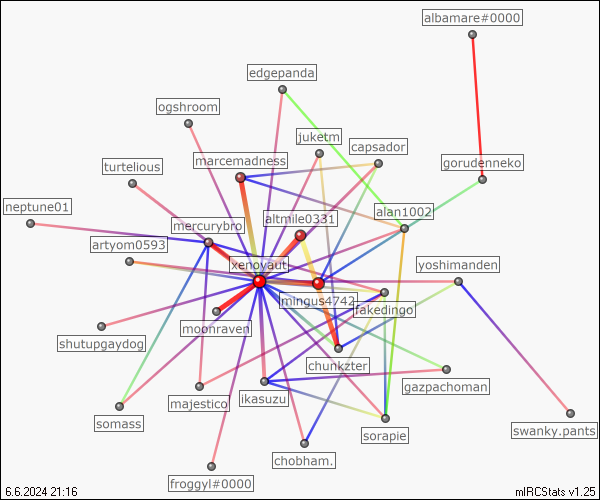 albamare#0000
edgepanda
ogshroom
juketm
capsador
marcemadness
gorudenneko
turtelious
neptune01
altmile0331
alan1002
mercurybro
artyom0593
xenoyaut
yoshimanden
mingus4742
fakedingo
moonraven
shutupgaydog
chunkzter
gazpachoman
majestico
ikasuzu
somass
sorapie
swanky.pants
chobham.
froggyl#0000
6.6.2024 21:16
mIRCStats v1.25